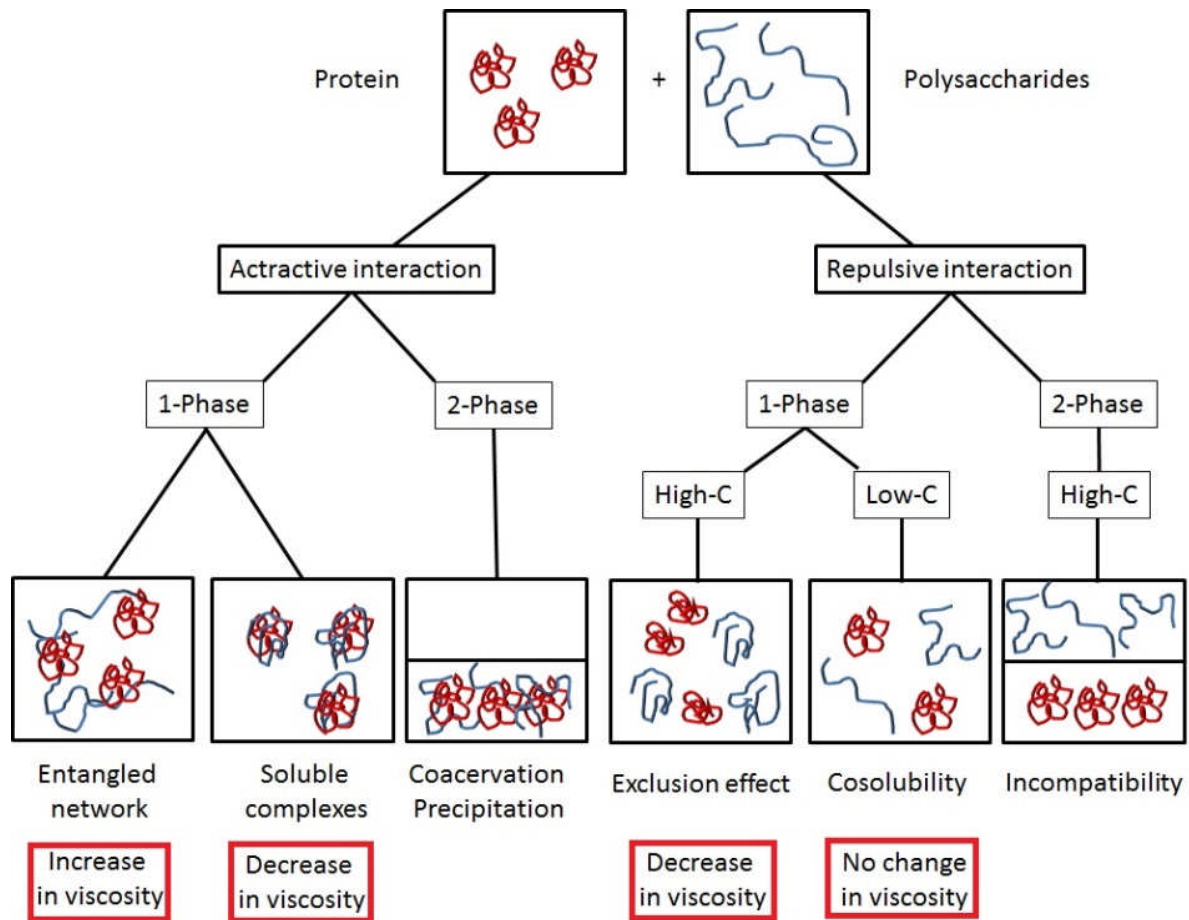 Protein
+
Polysaccharides
Actractive interaction
Repulsive interaction
1-Phase
2-Phase
1-Phase
2-Phase
High-C
Low-C
High-C
Entangled
network
Soluble
complexes
Coacervation
Precipitation
Exclusion effect
Cosolubility
Incompatibility
Increase
in viscosity
Decrease
in viscosity
Decrease
in viscosity
No change
in viscosity